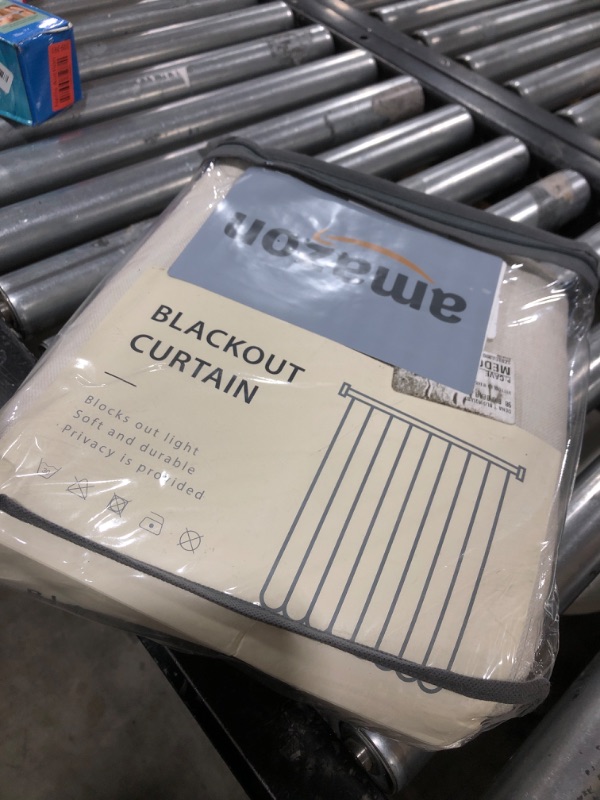 amazon
BLACKOUT
CURTAIN
Blocks out light
Soft and durable
Privacy is provided